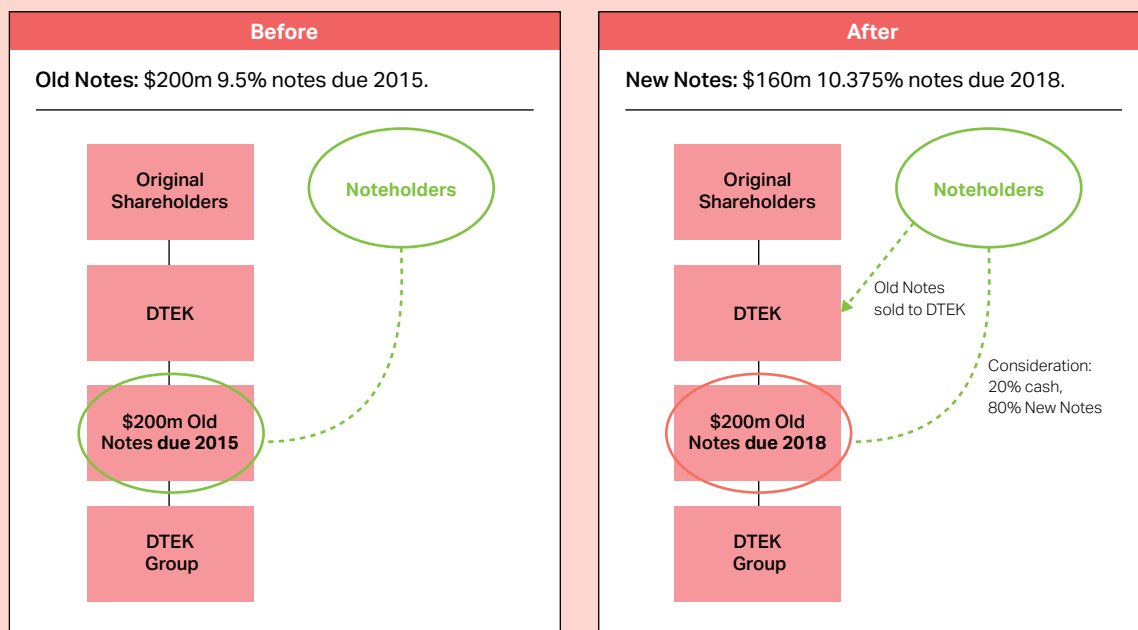 Before
Old Notes: $200m 9.5% notes due 2015.
Original
Shareholders
Noteholders
DTEK
$200m Old
Notes due 2015
DTEK
Group
After
New Notes: $160m 10.375% notes due 2018.
Original
Shareholders
Noteholders
Old Notes
sold to DTEK
DTEK
Consideration:
20% cash,
80% New Notes
$200m Old
Notes due 2018
DTEK
Group